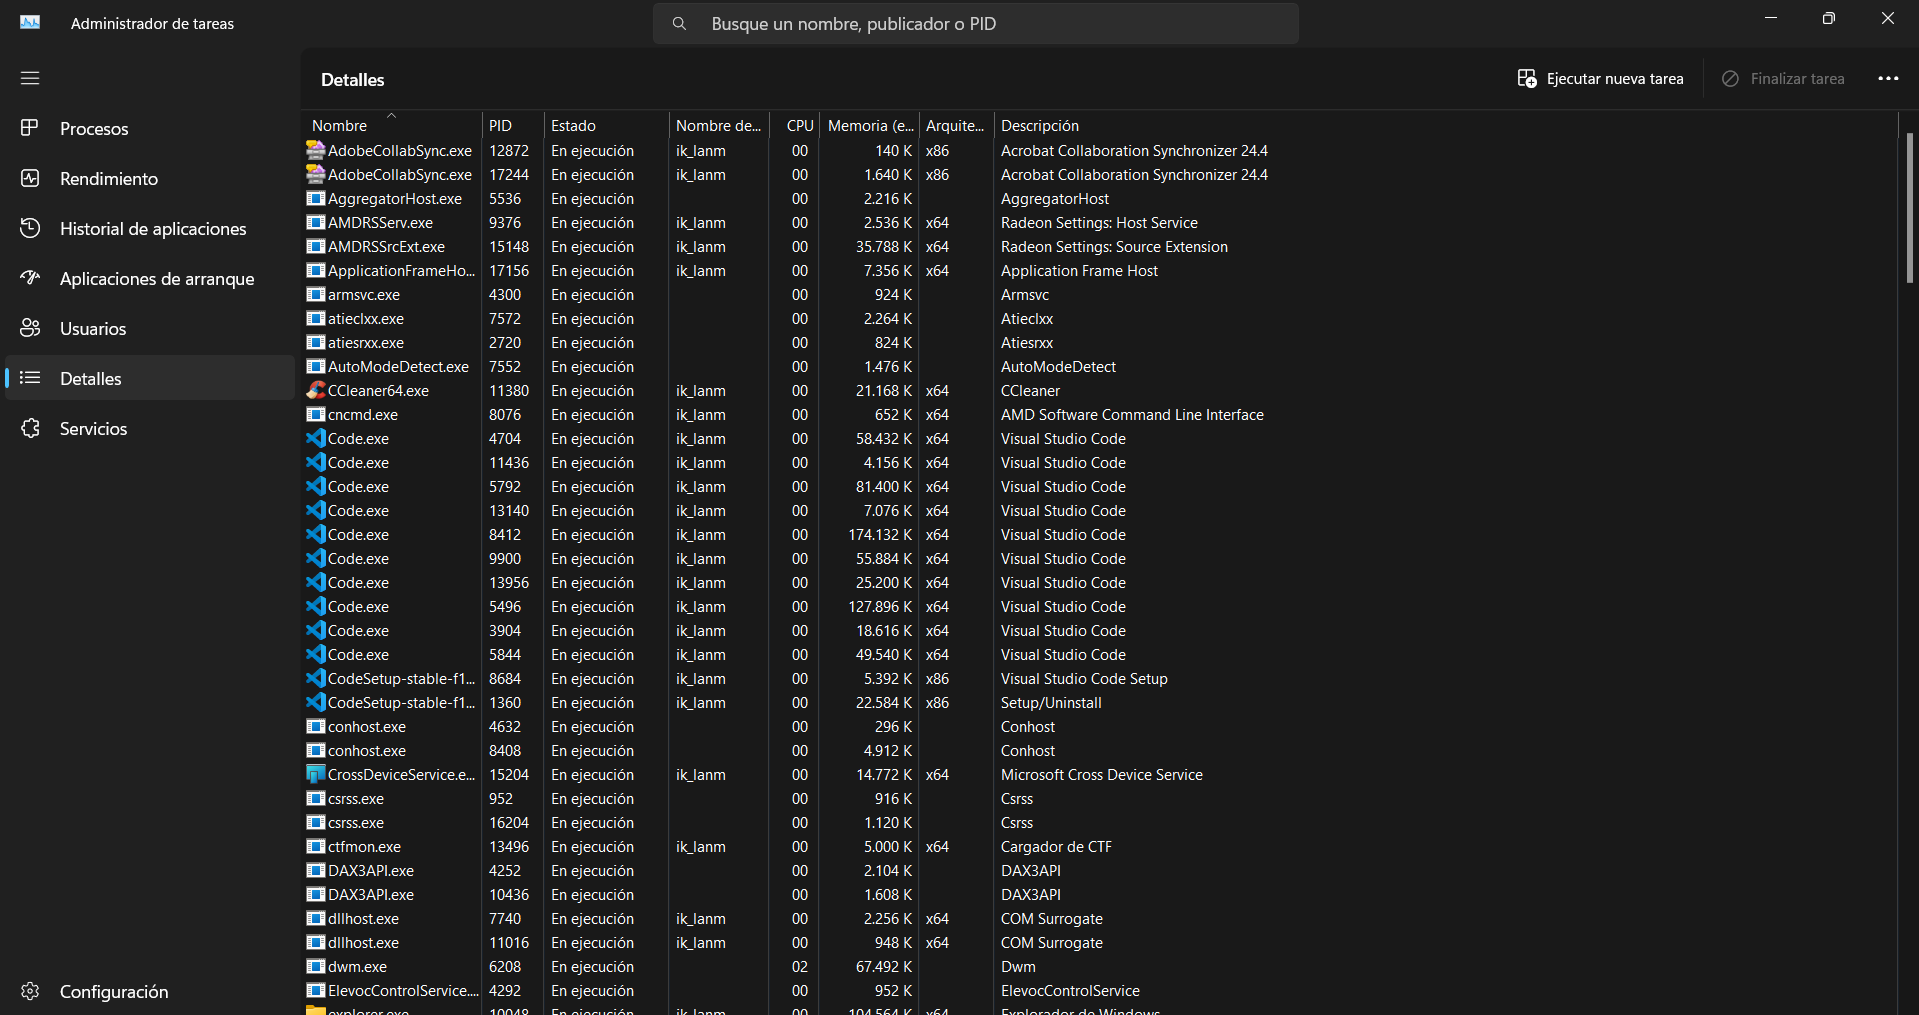 Administrador de tareas
Busque un nombre, publicador o PID
Detalles
Ejecutar nueva tarea
Finalizar tarea
Procesos
Rendimiento
Historial de aplicaciones
Aplicaciones de arranque
Usuarios
Detalles
Servicios
Configuración
Nombre PID Estado Nombre de... CPU Memoria (e... Arquite... Descripción
AdobeCollabSync.exe 12872 En ejecución ik_lanm 00 140 K x86 Acrobat Collaboration Synchronizer 24.4
AdobeCollabSync.exe 17244 En ejecución ik_lanm 00 1.640 K x86 Acrobat Collaboration Synchronizer 24.4
AggregatorHost.exe 5536 En ejecución 00 2.216 K AggregatorHost
AMDRSServ.exe 9376 En ejecución ik_lanm 00 2.536 K x64 Radeon Settings: Host Service
AMDRSSrcExt.exe 15148 En ejecución ik_lanm 00 35.788 K x64 Radeon Settings: Source Extension
ApplicationFrameHo... 17156 En ejecución ik_lanm 00 7.356 K x64 Application Frame Host
armsvc.exe 4300 En ejecución 00 924 K Armsvc
atieclxx.exe 7572 En ejecución 00 2.264 K Atieclxx
atiesrxx.exe 2720 En ejecución 00 824 K Atiesrxx
AutoModeDetect.exe 7552 En ejecución 00 1.476 K AutoModeDetect
CCleaner64.exe 11380 En ejecución ik_lanm 00 21.168 K x64 CCleaner
cncmd.exe 8076 En ejecución ik_lanm 00 652 K x64 AMD Software Command Line Interface
Code.exe 4704 En ejecución ik_lanm 00 58.432 K x64 Visual Studio Code
Code.exe 11436 En ejecución ik_lanm 00 4.156 K x64 Visual Studio Code
Code.exe 5792 En ejecución ik_lanm 00 81.400 K x64 Visual Studio Code
Code.exe 13140 En ejecución ik_lanm 00 7.076 K x64 Visual Studio Code
Code.exe 8412 En ejecución ik_lanm 00 174.132 K x64 Visual Studio Code
Code.exe 9900 En ejecución ik_lanm 00 55.884 K x64 Visual Studio Code
Code.exe 13956 En ejecución ik_lanm 00 25.200 K x64 Visual Studio Code
Code.exe 5496 En ejecución ik_lanm 00 127.896 K x64 Visual Studio Code
Code.exe 3904 En ejecución ik_lanm 00 18.616 K x64 Visual Studio Code
Code.exe 5844 En ejecución ik_lanm 00 49.540 K x64 Visual Studio Code
CodeSetup-stable-f1... 8684 En ejecución ik_lanm 00 5.392 K x86 Visual Studio Code Setup
CodeSetup-stable-f1... 1360 En ejecución ik_lanm 00 22.584 K x86 Setup/Uninstall
conhost.exe 4632 En ejecución 00 296 K Conhost
conhost.exe 8408 En ejecución 00 4.912 K Conhost
CrossDeviceService.e... 15204 En ejecución ik_lanm 00 14.772 K x64 Microsoft Cross Device Service
csrss.exe 952 En ejecución 00 916 K Csrss
csrss.exe 16204 En ejecución 00 1.120 K Csrss
ctfmon.exe 13496 En ejecución ik_lanm 00 5.000 K x64 Cargador de CTF
DAX3API.exe 4252 En ejecución 00 2.104 K DAX3API
DAX3API.exe 10436 En ejecución 00 1.608 K DAX3API
dllhost.exe 7740 En ejecución ik_lanm 00 2.256 K x64 COM Surrogate
dllhost.exe 11016 En ejecución ik_lanm 00 948 K x64 COM Surrogate
dwm.exe 6208 En ejecución 02 67.492 K Dwm
ElevocControlService.... 4292 En ejecución 00 952 K ElevocControlService
explorer.exe 10048 En ejecución ik_lanm 00 104.564 K x64 Explorador de Windows